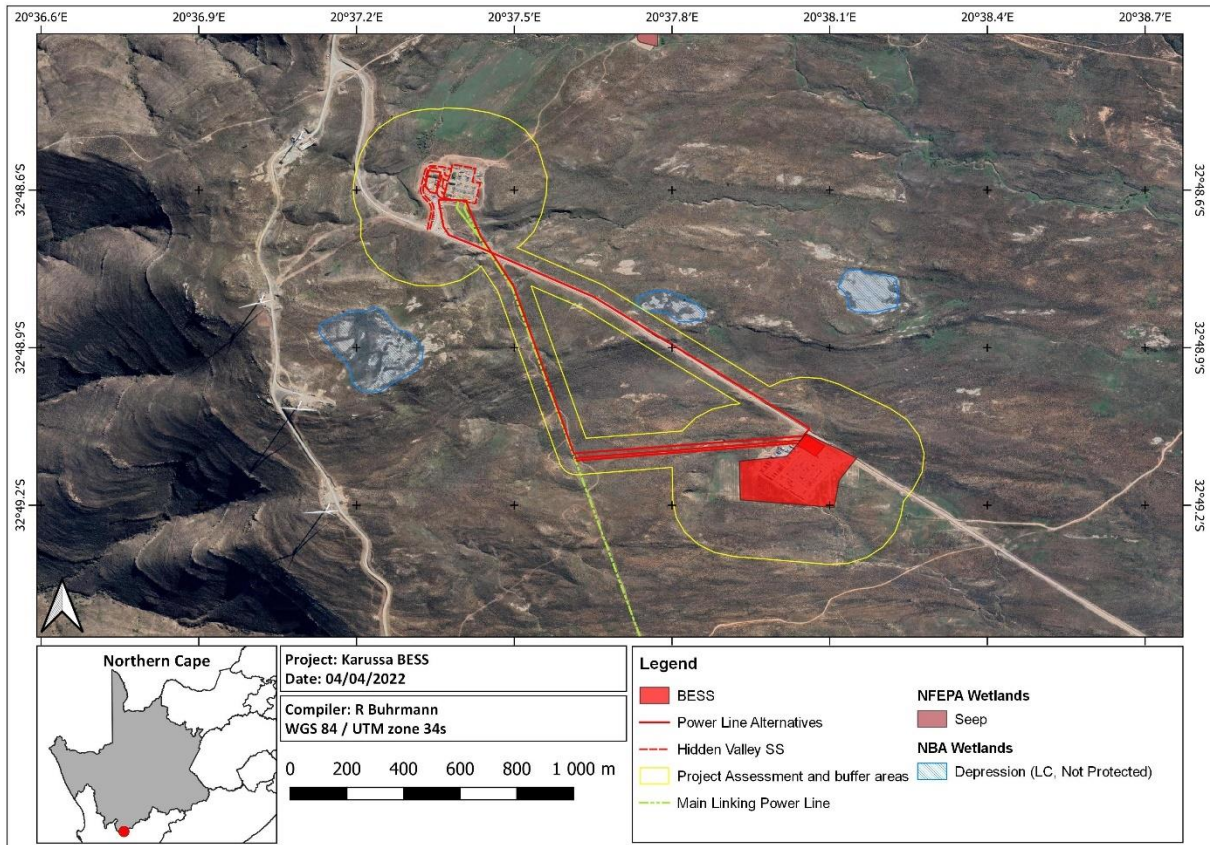 20°36.6'E 20°36.9'E 20°37.2'E 20°37.5'E 20°37.8'E 20°38.1'E 20°38.4'E 20°38.7'E
32°48.6'S 32°48.6'S
32°48.9'S 32°48.9'S
32°49.2'S 32°49.2'S
Northern Cape
Project: Karussa BESS
Date: 04/04/2022
Compiler: R Buhrmann
WGS 84 / UTM zone 34s
0 200 400 600 800 1 000 m
Legend
BESS
Power Line Alternatives
Hidden Valley SS
Project Assessment and buffer areas
Main Linking Power Line
NFEPA Wetlands
Seep
NBA Wetlands
Depression (LC, Not Protected)